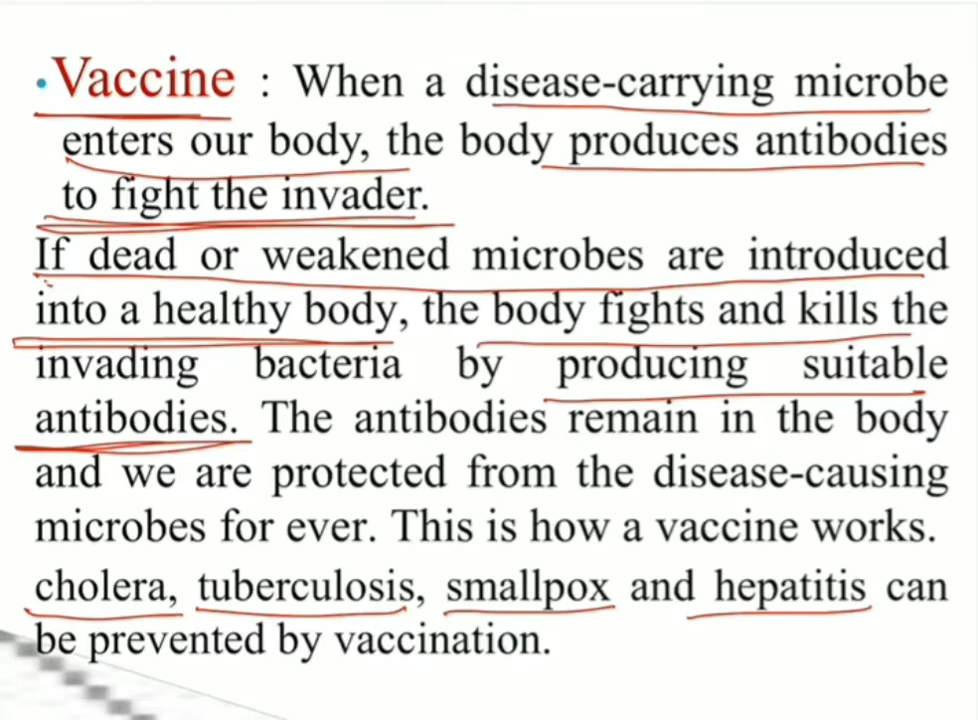 •Vaccine : When a disease-carrying microbe
enters our body, the body produces antibodies
to fight the invader.
If dead or weakened microbes are introduced
into a healthy body, the body fights and kills the
invading bacteria by producing suitable
antibodies. The antibodies remain in the body
and we are protected from the disease-causing
microbes for ever. This is how a vaccine works.
cholera, tuberculosis, smallpox and hepatitis can
be prevented by vaccination.